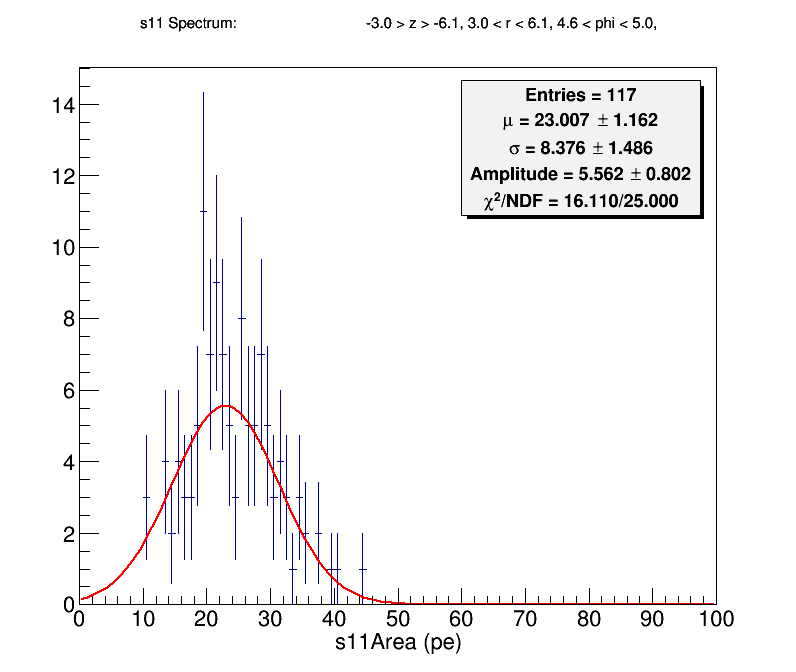 s11 Spectrum: -3.0 > z > -6.1, 3.0 < r < 6.1, 4.6 < phi < 5.0,
Entries = 117
μ = 23.007 ± 1.162
σ = 8.376 ± 1.486
Amplitude = 5.562 ± 0.802
χ²/NDF = 16.110/25.000
14
12
10
8
6
4
2
0
0 10 20 30 40 50 60 70 80 90 100
s11Area (pe)